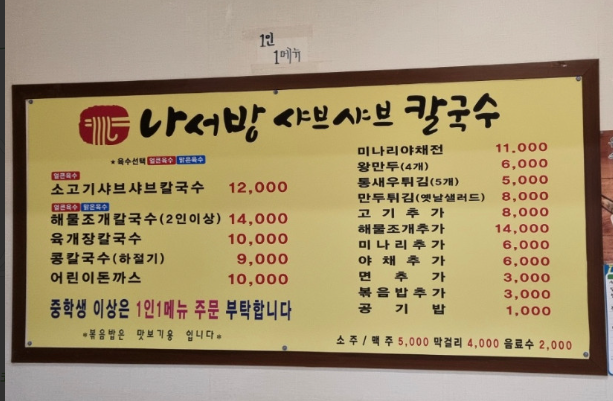 1인
1메뉴
나서방 샤브샤브 칼국수
★육수선택 얼큰육수 맑은육수
얼큰육수
소고기샤브샤브칼국수 12,000
얼큰육수 맑은육수
해물조개칼국수(2인이상) 14,000
육개장칼국수 10,000
콩칼국수(하절기) 9,000
어린이돈까스 10,000
중학생 이상은 1인1메뉴 주문 부탁합니다
*볶음밥은 맛보기용 입니다*
미나리야채전 11,000
왕만두(4개) 6,000
통새우튀김(5개) 5,000
만두튀김(옛날샐러드) 8,000
고기추가 8,000
해물조개추가 14,000
미나리추가 6,000
야채추가 6,000
면추가 3,000
볶음밥추가 3,000
공기밥 1,000
소주/맥주 5,000 막걸리 4,000 음료수 2,000